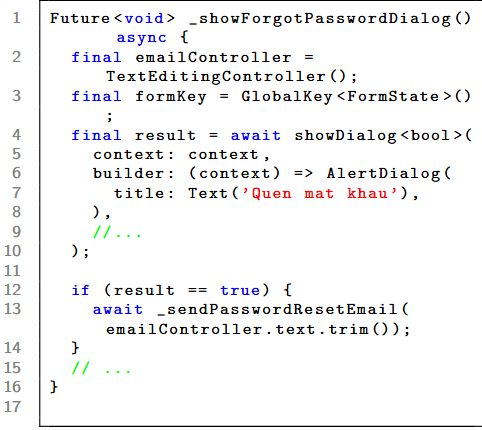 1 Future<void> _showForgotPasswordDialog()
async {
2 final emailController =
TextEditingController();
3 final formKey = GlobalKey<FormState>()
;
4 final result = await showDialog<bool>(
5 context: context,
6 builder: (context) => AlertDialog(
7 title: Text('Quen mat khau'),
8 ),
9 //...
10 );
11
12 if (result == true) {
13 await _sendPasswordResetEmail(
emailController.text.trim());
14 }
15 // ...
16 }
17